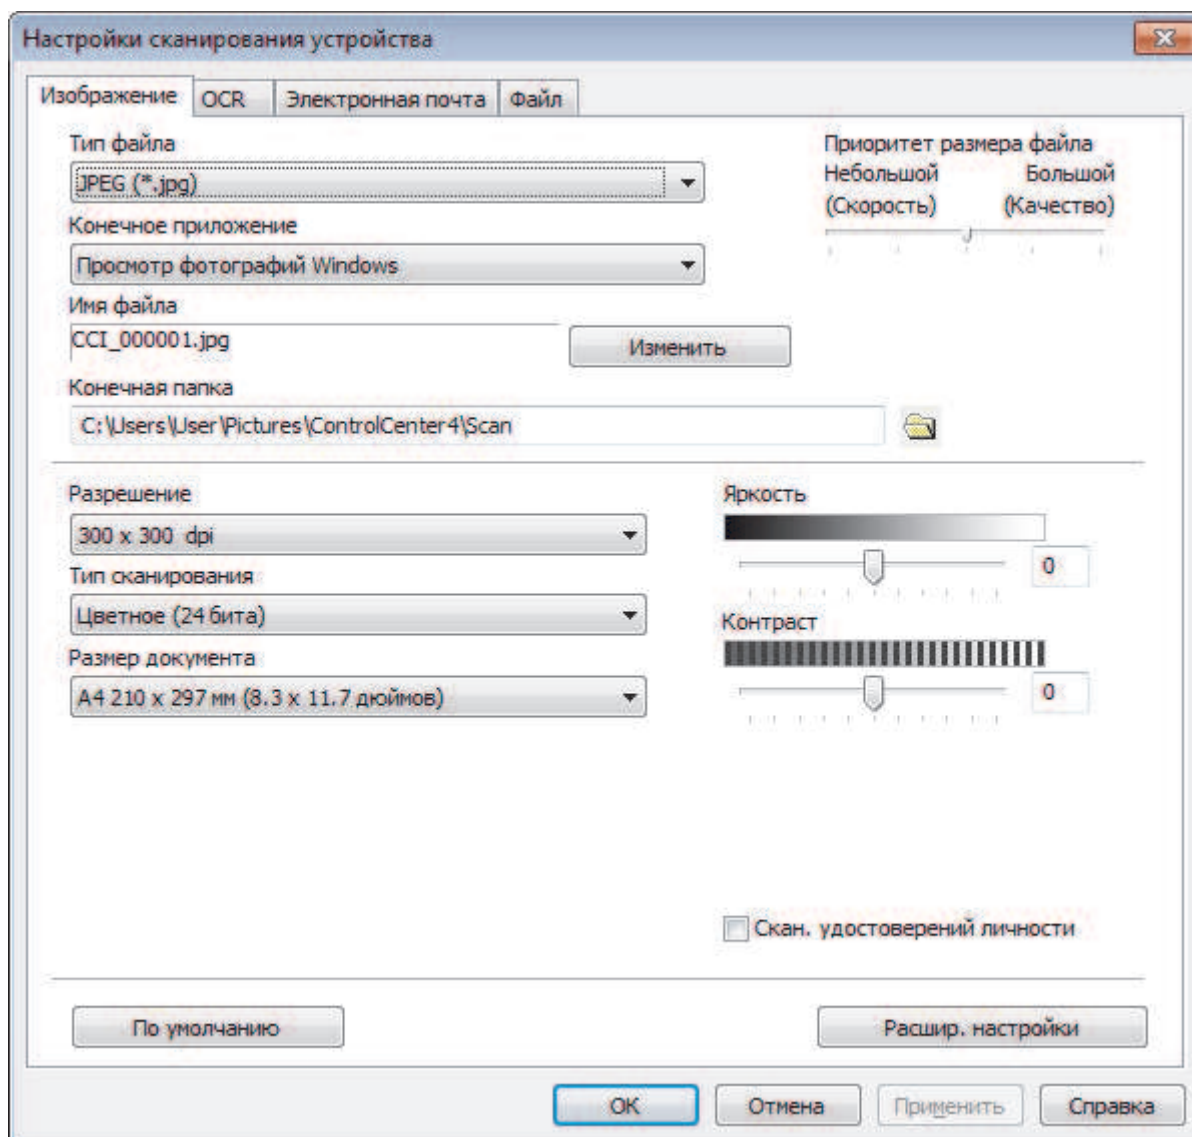 Настройки сканирования устройства
Изображение OCR Электронная почта Файл
Тип файла
JPEG (*.jpg)
Приоритет размера файла
Небольшой Большой
(Скорость) (Качество)
Конечное приложение
Просмотр фотографий Windows
Имя файла
CCI_000001.jpg
Изменить
Конечная папка
C:\Users\User\Pictures\ControlCenter4\Scan
Разрешение
300 x 300 dpi
Тип сканирования
Цветное (24 бита)
Размер документа
A4 210 x 297 мм (8.3 x 11.7 дюймов)
Яркость
0
Контраст
0
Скан. удостоверений личности
По умолчанию
Расшир. настройки
OK Отмена Применить Справка